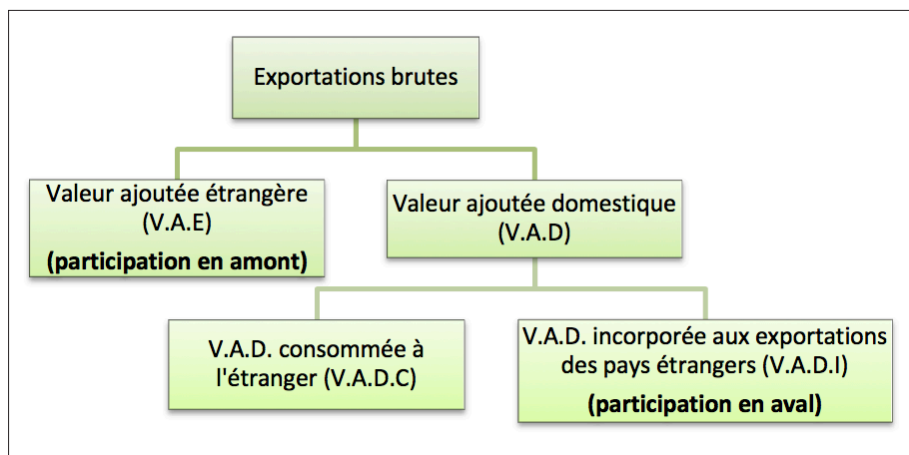 Exportations brutes
Valeur ajoutée étrangère
(V.A.E)
(participation en amont)
Valeur ajoutée domestique
(V.A.D)
V.A.D. consommée à
l'étranger (V.A.D.C)
V.A.D. incorporée aux exportations
des pays étrangers (V.A.D.I)
(participation en aval)